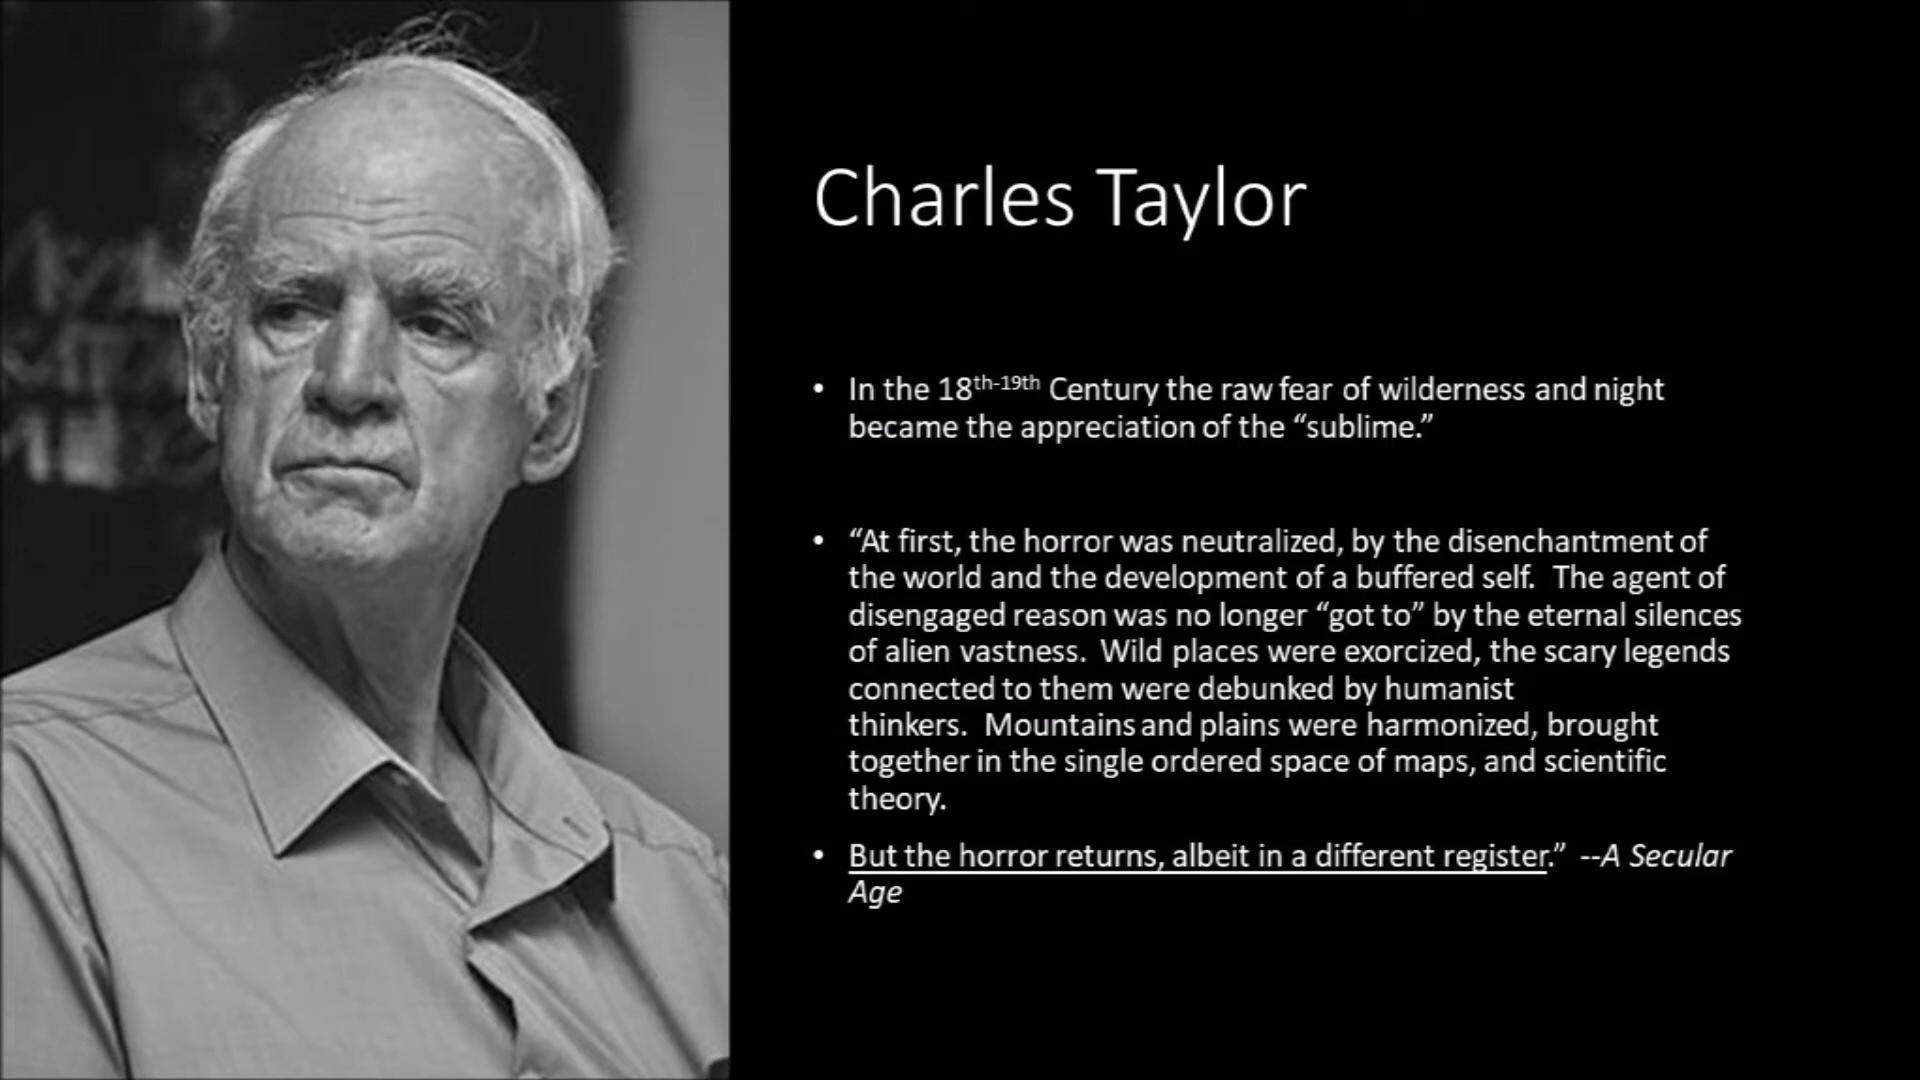 Charles Taylor
• In the 18th-19th Century the raw fear of wilderness and night
became the appreciation of the “sublime.”
• “At first, the horror was neutralized, by the disenchantment of
the world and the development of a buffered self.  The agent of
disengaged reason was no longer “got to” by the eternal silences
of alien vastness.  Wild places were exorcized, the scary legends
connected to them were debunked by humanist
thinkers.  Mountains and plains were harmonized, brought
together in the single ordered space of maps, and scientific
theory.
• But the horror returns, albeit in a different register.”  --A Secular
Age